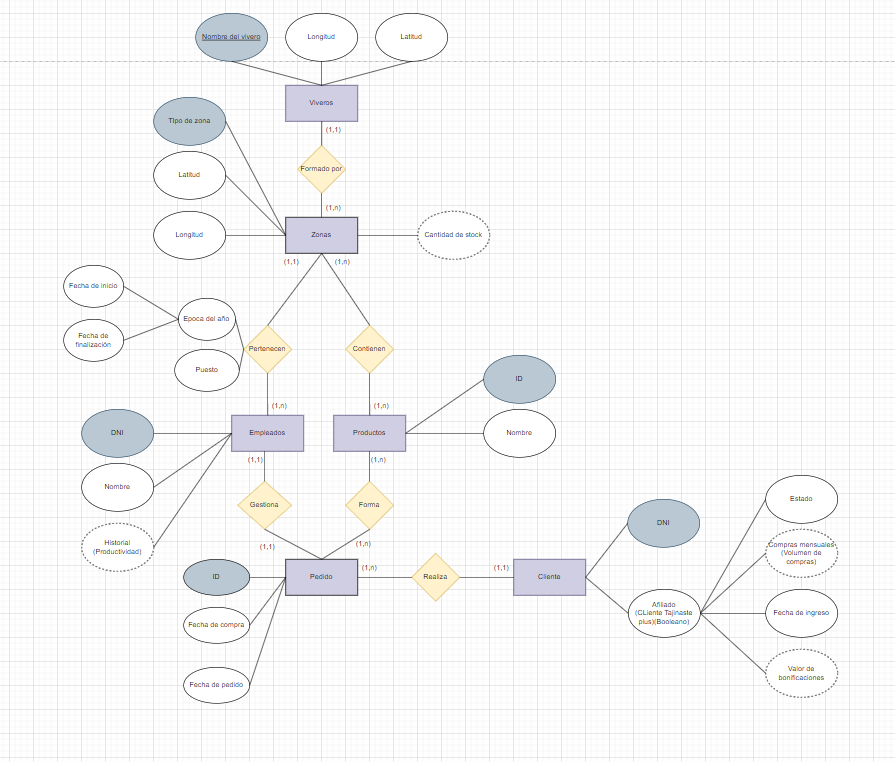 Nombre del vivero
Longitud
Latitud
Viveros
(1,1)
Formado por
(1,n)
Tipo de zona
Latitud
Longitud
Zonas
Cantidad de stock
(1,1)
(1,n)
Fecha de inicio
Fecha de
finalización
Epoca del año
Puesto
Pertenecen
Contienen
(1,n)
(1,n)
ID
Nombre
DNI
Nombre
Historial
(Productividad)
Empleados
Productos
(1,1)
(1,n)
Gestiona
Forma
(1,1)
(1,n)
ID
Fecha de compra
Fecha de pedido
Pedido
(1,n)
Realiza
(1,1)
Cliente
DNI
Afiliado
(CLiente Tajinaste
plus)(Booleano)
Estado
Compras mensuales
(Volumen de
compras)
Fecha de ingreso
Valor de
bonificaciones